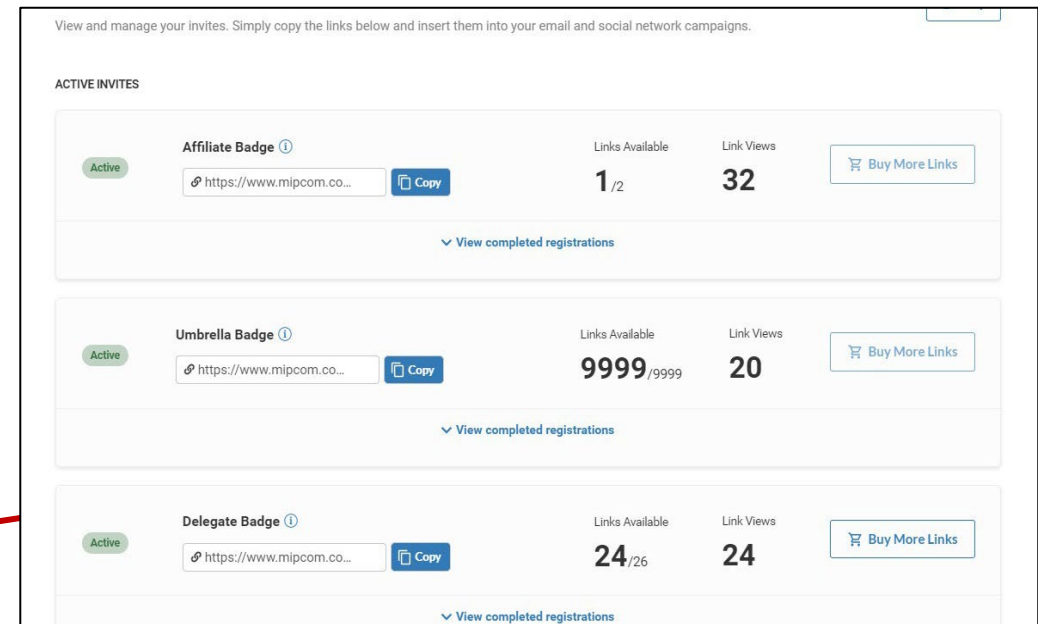 View and manage your invites. Simply copy the links below and insert them into your email and social network campaigns.
ACTIVE INVITES
Active
Affiliate Badge
https://www.mipcom.co...
Copy
Links Available
1/2
Link Views
32
Buy More Links
View completed registrations
Active
Umbrella Badge
https://www.mipcom.co...
Copy
Links Available
9999/9999
Link Views
20
Buy More Links
View completed registrations
Active
Delegate Badge
https://www.mipcom.co...
Copy
Links Available
24/26
Link Views
24
Buy More Links
View completed registrations